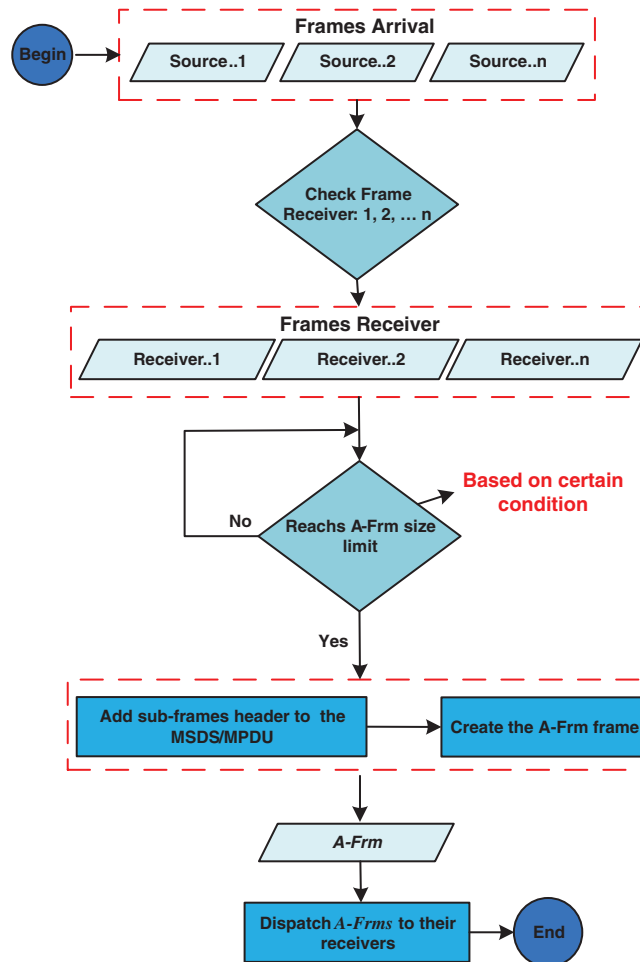 Frames Arrival
Begin
Source..1
Source..2
Source..n
Check Frame
Receiver: 1, 2, ... n
Frames Receiver
Receiver..1
Receiver..2
Receiver..n
Based on certain
condition
No
Reachs A-Frm size
limit
Yes
Add sub-frames header to the
MSDS/MPDU
Create the A-Frm frame
A-Frm
Dispatch A-Frms to their
receivers
End